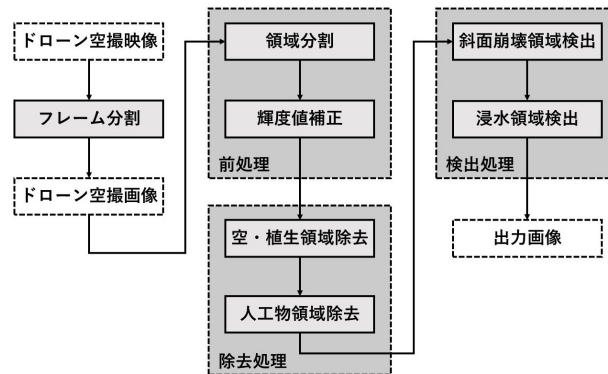 ドローン空撮映像
フレーム分割
ドローン空撮画像
領域分割
輝度値補正
前処理
空・植生領域除去
人工物領域除去
除去処理
斜面崩壊領域検出
浸水領域検出
検出処理
出力画像